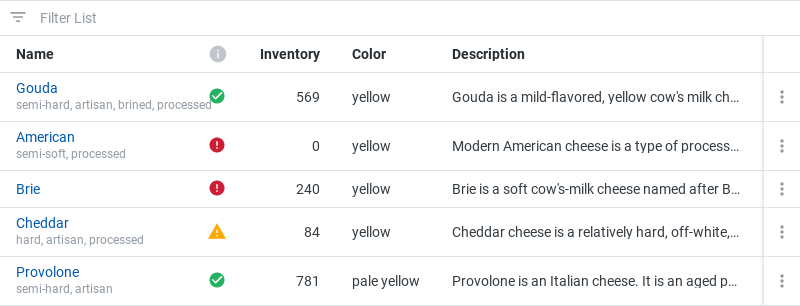 Filter List
Name Inventory Color Description
Gouda
semi-hard, artisan, brined, processed
569 yellow Gouda is a mild-flavored, yellow cow's milk ch...
American
semi-soft, processed
0 yellow Modern American cheese is a type of process...
Brie 240 yellow Brie is a soft cow's-milk cheese named after B...
Cheddar
hard, artisan, processed
84 yellow Cheddar cheese is a relatively hard, off-white,...
Provolone
semi-hard, artisan
781 pale yellow Provolone is an Italian cheese. It is an aged p...